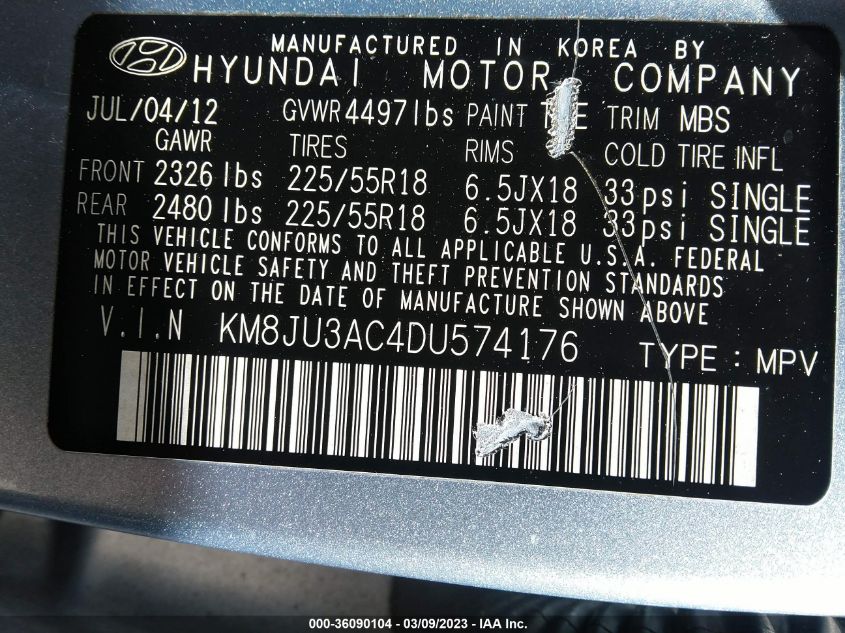 MANUFACTURED IN KOREA BY
HYUNDAI MOTOR COMPANY
JUL/04/12 GVWR 4497lbs PAINT TRIM MBS
GAWR TIRES RIMS COLD TIRE INFL
FRONT 2326 lbs 225/55R18 6.5JX18 33psi SINGLE
REAR 2480 lbs 225/55R18 6.5JX18 33psi SINGLE
THIS VEHICLE CONFORMS TO ALL APPLICABLE U.S.A. FEDERAL
MOTOR VEHICLE SAFETY AND THEFT PREVENTION STANDARDS
IN EFFECT ON THE DATE OF MANUFACTURE SHOWN ABOVE
V.I.N KM8JU3AC4DU574176 TYPE : MPV
000-36090104 - 03/09/2023 - IAA Inc.